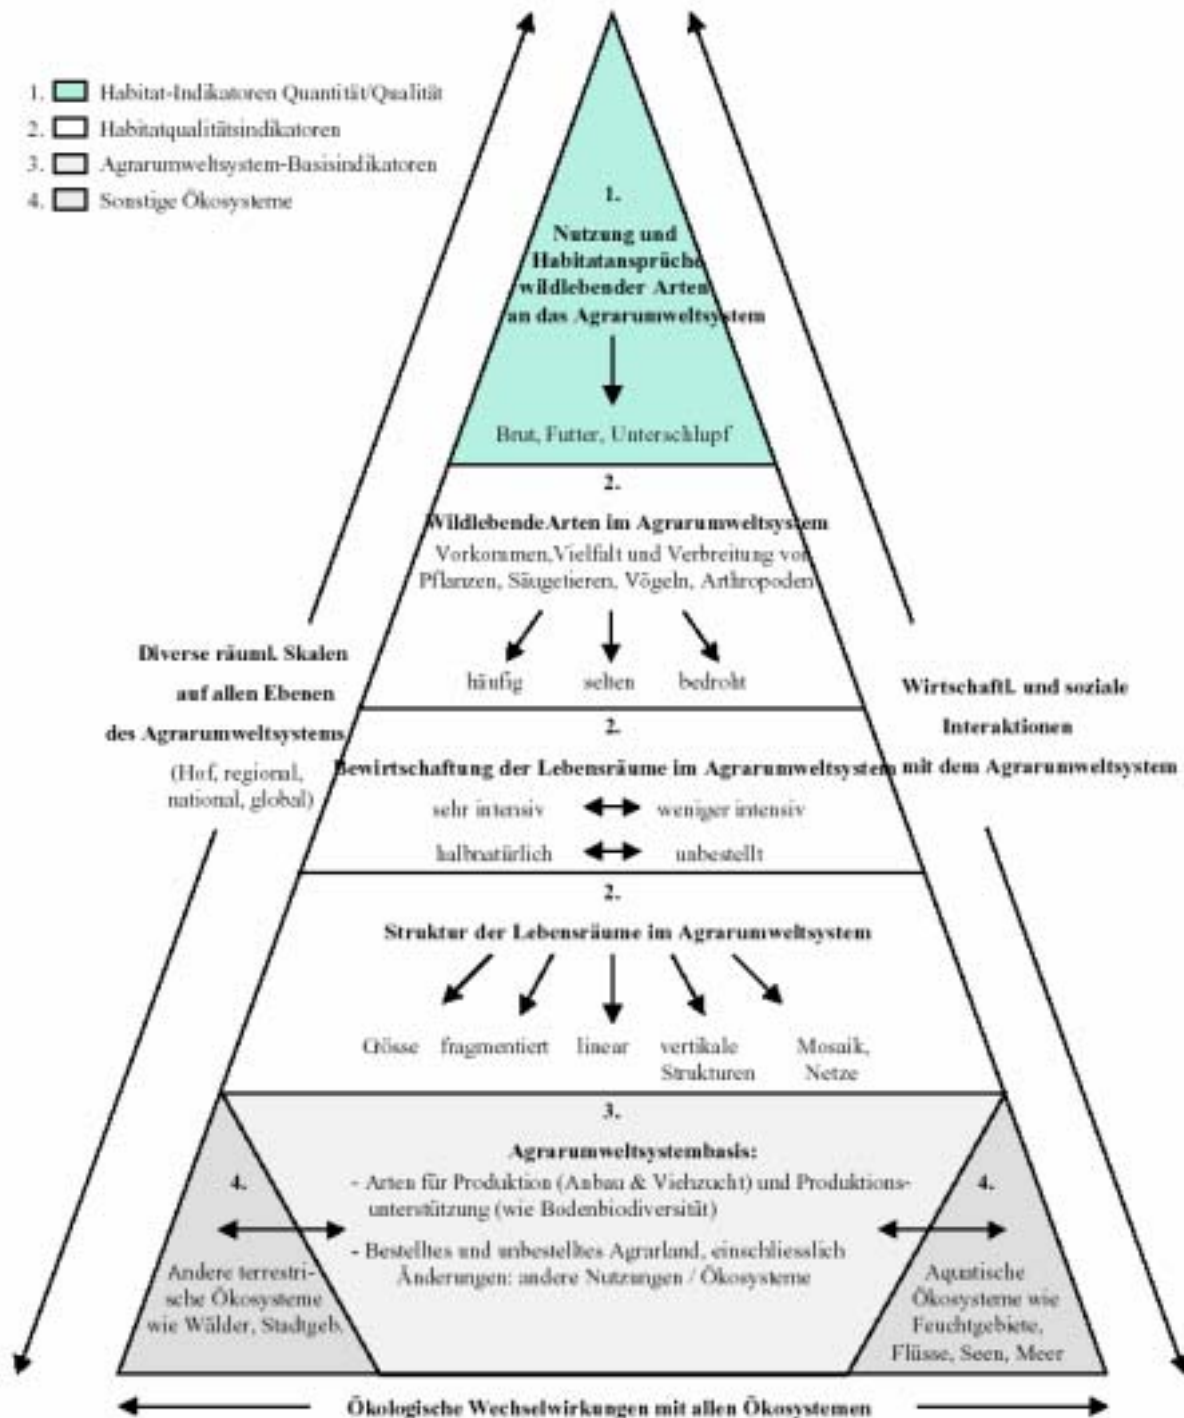 1. Habitat-Indikatoren Quantität/Qualität
2. Habitatqualitätsindikatoren
3. Agrarumweltsystem-Basisindikatoren
4. Sonstige Ökosysteme
1.
Nutzung und
Habitatansprüche
wildlebender Arten
an das Agrarumweltsystem
Brut, Futter, Unterschlupf
2.
Wildlebende Arten im Agrarumweltsystem
Vorkommen, Vielfalt und Verbreitung von
Pflanzen, Säugetieren, Vögeln, Arthropoden
häufig selten bedroht
Diverse räuml. Skalen
auf allen Ebenen
des Agrarumweltsystems
(Hof, regional,
national, global)
Wirtschaftl. und soziale
Interaktionen
mit dem Agrarumweltsystem
2.
Bewirtschaftung der Lebensräume im Agrarumweltsystem
sehr intensiv weniger intensiv
halbnatürlich unbestellt
2.
Struktur der Lebensräume im Agrarumweltsystem
Grösse fragmentiert linear vertikale Mosaik,
Strukturen Netze
3.
Agrarumweltsystembasis:
- Arten für Produktion (Anbau & Viehzucht) und Produktions-
unterstützung (wie Bodenbiodiversität)
- Bestelltes und unbestelltes Agrarland, einschliesslich
Änderungen: andere Nutzungen / Ökosysteme
4.
Andere terrestri-
sche Ökosysteme
wie Wälder, Stadtgeb.
4.
Aquatische
Ökosysteme wie
Feuchtgebiete,
Flüsse, Seen, Meer
Ökologische Wechselwirkungen mit allen Ökosystemen